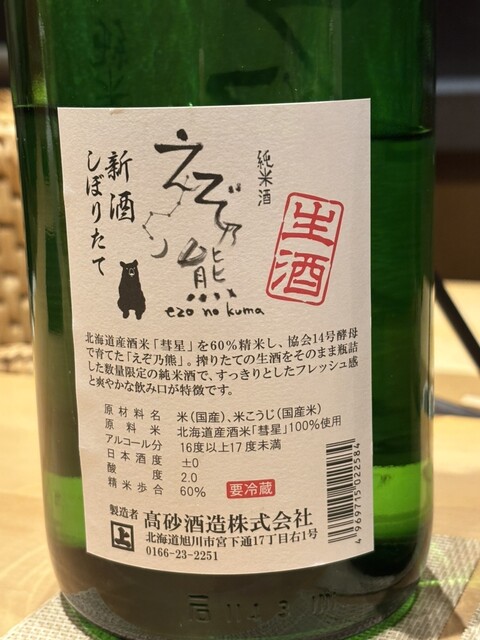 純米酒
えぞ乃熊
生酒
新酒
しぼりたて
ezo no kuma
北海道産酒米「彗星」を60%精米し、協会14号酵母
で育てた「えぞ乃熊」。搾りたての生酒をそのまま瓶詰
した数量限定の純米酒で、すっきりとしたフレッシュ感
と爽やかな飲み口が特徴です。
原材料名 米(国産)、米こうじ(国産米)
原料米 北海道産酒米「彗星」100%使用
アルコール分 16度以上17度未満
日本酒度 ±0
酸度 2.0
精米歩合 60% 要冷蔵
製造者 髙砂酒造株式会社
上 北海道旭川市宮下通17丁目右1号
0166-23-2251
4 969715 022584